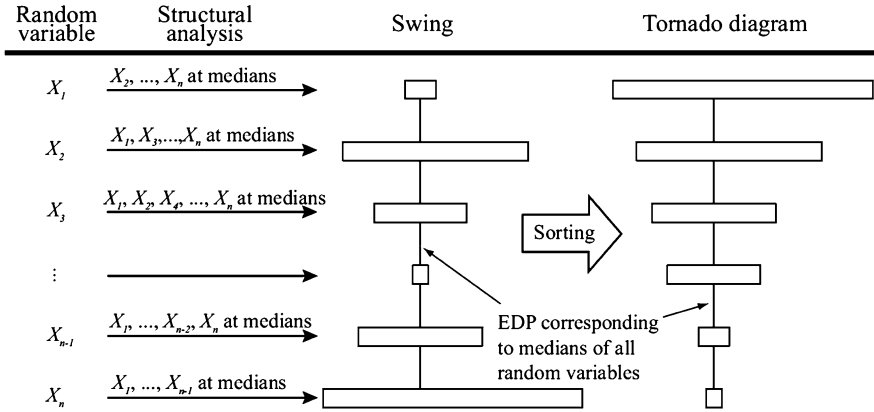 Random variable Structural analysis Swing Tornado diagram
X1 X2, ..., Xn at medians
X2 X1, X3,...,Xn at medians
X3 X1, X2, X4, ..., Xn at medians
Sorting
⋮
EDP corresponding
to medians of all
random variables
Xn-1 X1, ..., Xn-2, Xn at medians
Xn X1, ..., Xn-1 at medians